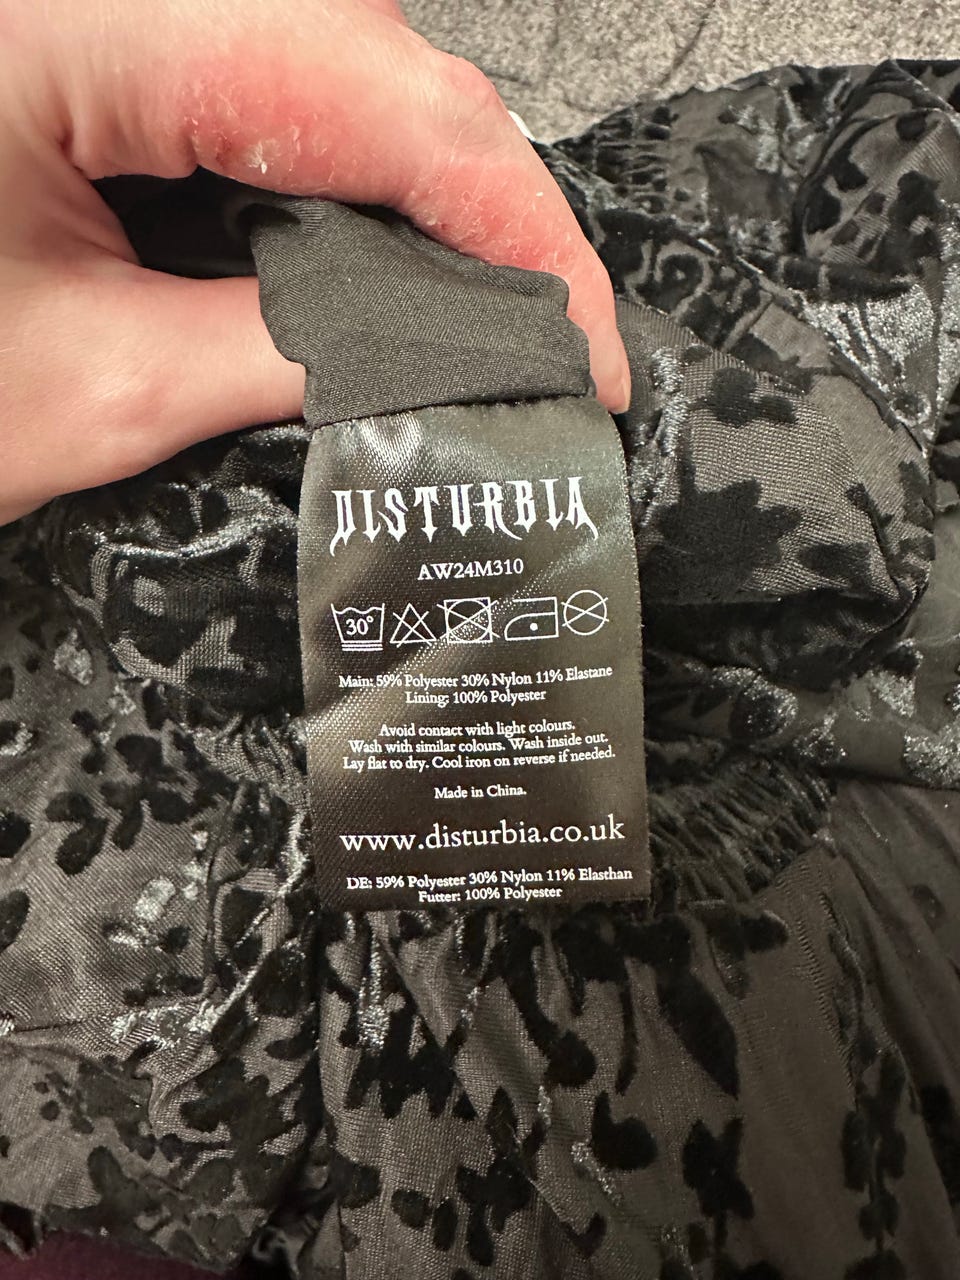 DISTURBIA
AW24M310
30°
Main: 59% Polyester 30% Nylon 11% Elastane
Lining: 100% Polyester
Avoid contact with light colours.
Wash with similar colours. Wash inside out.
Lay flat to dry. Cool iron on reverse if needed.
Made in China.
www.disturbia.co.uk
DE: 59% Polyester 30% Nylon 11% Elasthan
Futter: 100% Polyester